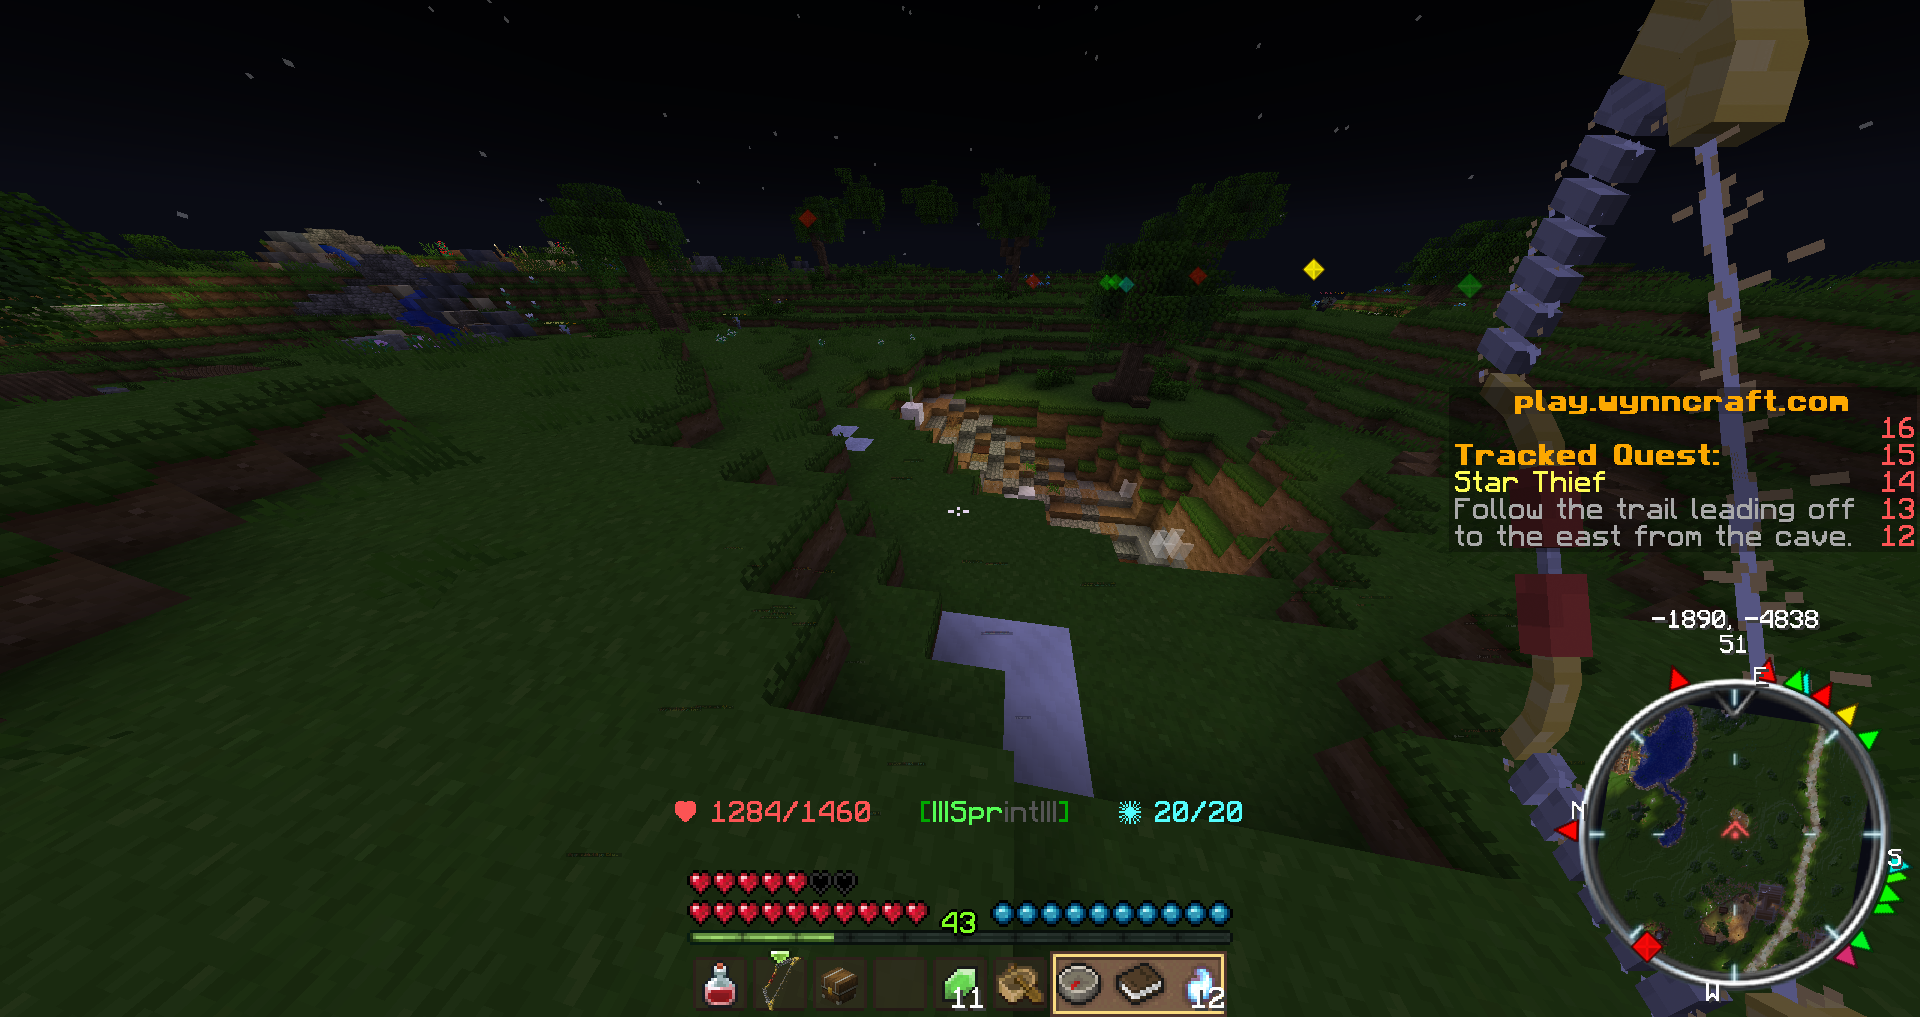 play.wynncraft.com
16
Tracked Quest: 15
Star Thief 14
Follow the trail leading off 13
to the east from the cave. 12
-1890, -4838
51
E
N
S
W
1284/1460 [|||Sprint|||] 20/20
43
11 12